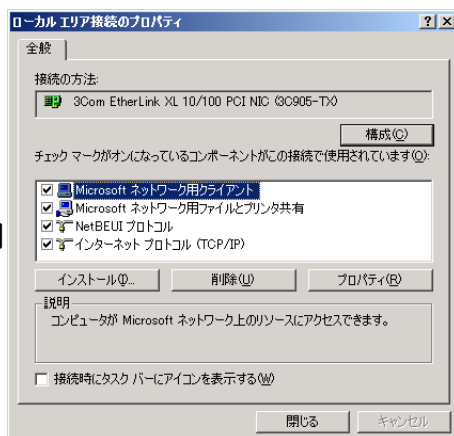 ローカル エリア接続のプロパティ
全般
接続の方法:
3Com EtherLink XL 10/100 PCI NIC (3C905-TX)
構成(C)
チェック マークがオンになっているコンポーネントがこの接続で使用されています(O):
Microsoft ネットワーク用クライアント
Microsoft ネットワーク用ファイルとプリンタ共有
NetBEUI プロトコル
インターネット プロトコル (TCP/IP)
インストール(I)... 削除(U) プロパティ(R)
説明
コンピュータが Microsoft ネットワーク上のリソースにアクセスできます。
接続時にタスク バーにアイコンを表示する(W)
閉じる キャンセル